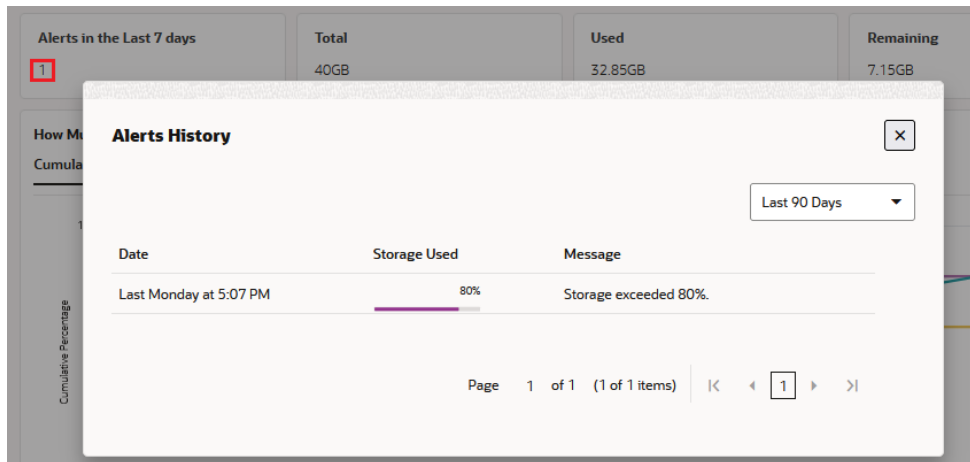 Alerts in the Last 7 days
1
Total
40GB
Used
32.85GB
Remaining
7.15GB
How Mu
Cumula
1
Cumulative Percentage
Alerts History
Last 90 Days
Date Storage Used Message
Last Monday at 5:07 PM 80% Storage exceeded 80%.
Page 1 of 1 (1 of 1 items) 1